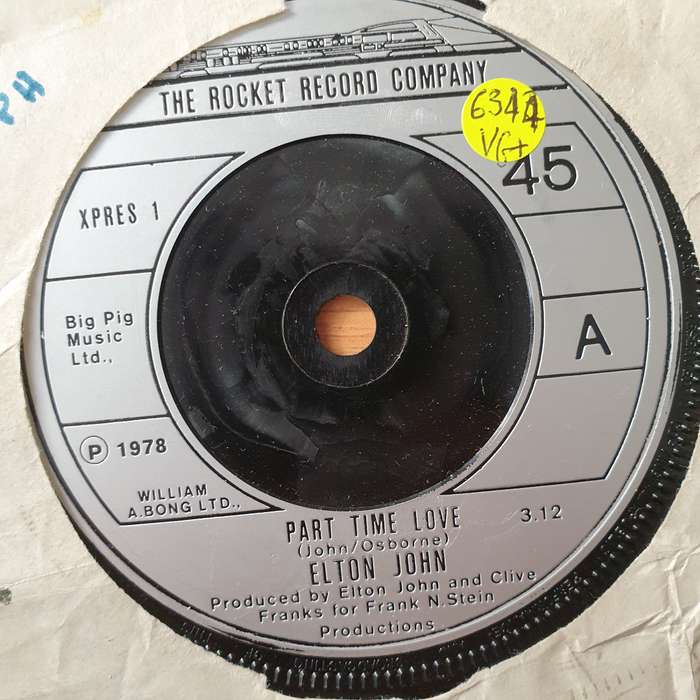 PH
THE ROCKET RECORD COMPANY
VG+
45
XPRES 1
Big Pig
Music
Ltd.,
A
P 1978
WILLIAM
A.BONG LTD.,
PART TIME LOVE
3.12
(John/Osborne)
ELTON JOHN
Produced by Elton John and Clive
Franks for Frank N.Stein
Productions